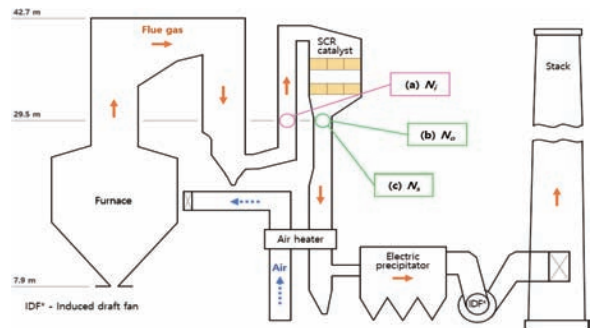 42.7 m
Flue gas
SCR
catalyst
Stack
(a) Ni
29.5 m
(b) No
(c) Ns
Furnace
Air heater
Air
Electric
precipitator
7.9 m
IDF* - Induced draft fan
IDF*